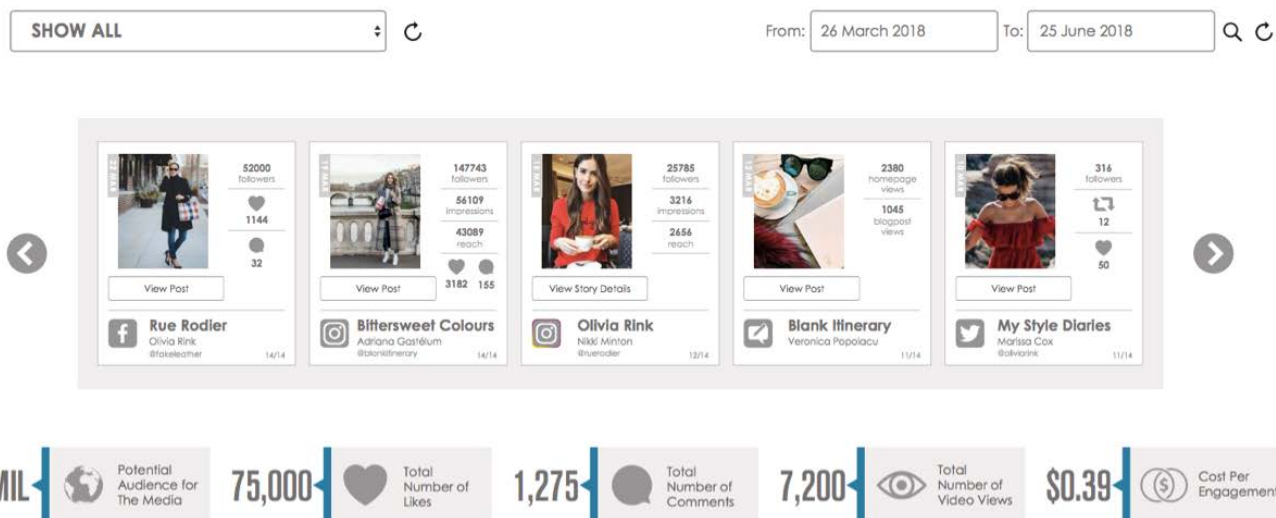 SHOW ALL
From: 26 March 2018 To: 25 June 2018
52000
followers
1144
32
View Post
Rue Rodier
Olivia Rink
@fakeleather
14/14
147743
followers
56109
impressions
43089
reach
3182 155
View Post
Bittersweet Colours
Adriana Gastélum
@blankitinerary
14/14
25785
followers
3216
impressions
2656
reach
View Story Details
Olivia Rink
Nikki Minton
@ruerodier
12/14
2380
homepage
views
1045
blogpost
views
View Post
Blank Itinerary
Veronica Popoiacu
11/14
316
followers
12
50
View Post
My Style Diaries
Marissa Cox
@oliviarink
11/14
MIL
Potential
Audience for
The Media
75,000
Total
Number of
Likes
1,275
Total
Number of
Comments
7,200
Total
Number of
Video Views
$0.39
Cost Per
Engagement